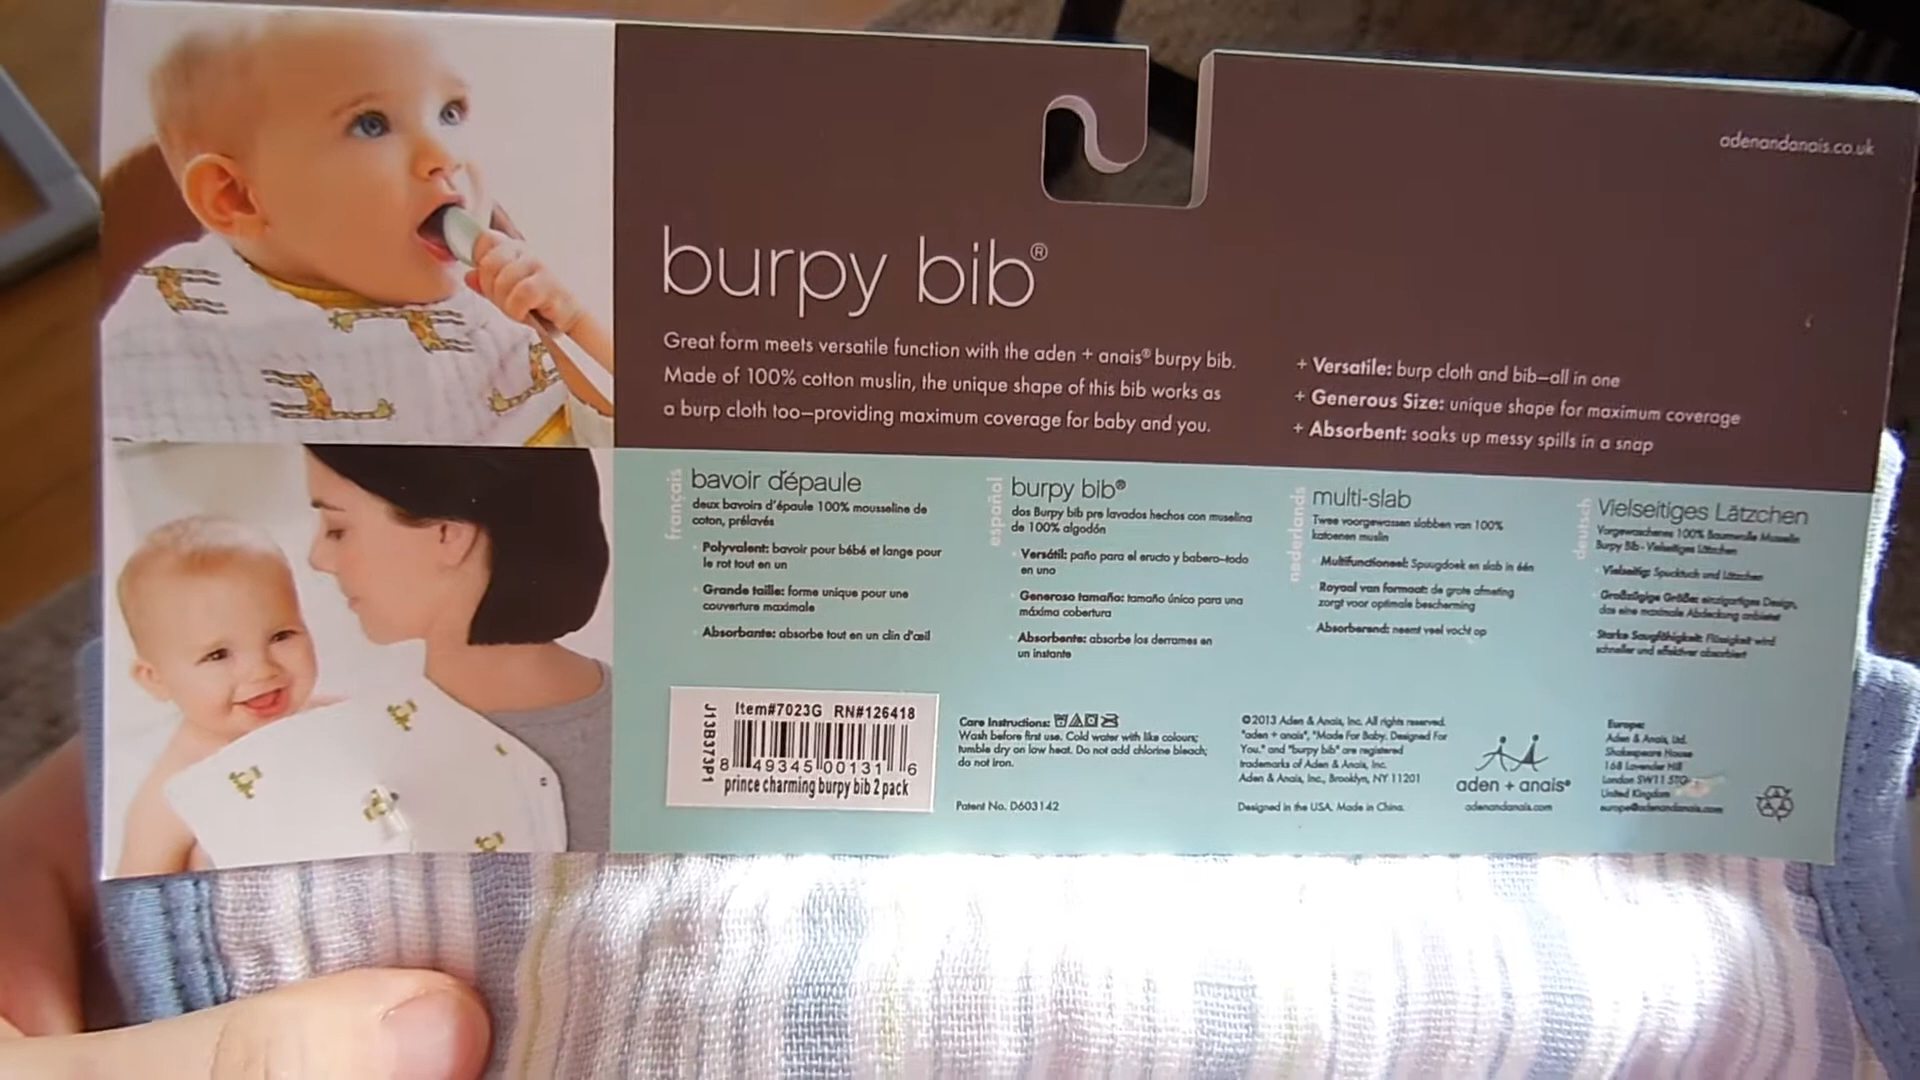 adenandanais.co.uk
burpy bib®
Great form meets versatile function with the aden + anais® burpy bib.
Made of 100% cotton muslin, the unique shape of this bib works as
a burp cloth too—providing maximum coverage for baby and you.
+ Versatile: burp cloth and bib—all in one
+ Generous Size: unique shape for maximum coverage
+ Absorbent: soaks up messy spills in a snap
français
bavoir d'épaule
deux bavoirs d'épaule 100% mousseline de
coton, prélavés
Polyvalent: bavoir pour bébé et lange pour
le rot tout en un
Grande taille: forme unique pour une
couverture maximale
Absorbante: absorbe tout en un clin d'œil
español
burpy bib®
dos Burpy bib pre lavados hechos con muselina
de 100% algodón
Versátil: paño para el eructo y babero-todo
en uno
Generoso tamaño: tamaño único para una
máxima cobertura
Absorbente: absorbe los derrames en
un instante
nederlands
multi-slab
Twee voorgewassen slabben van 100%
katoenen muslin
Multifunctioneel: Spuugdoek en slab in één
Royaal van formaat: de grote afmeting
zorgt voor optimale bescherming
Absorberend: neemt veel vocht op
deutsch
Vielseitiges Lätzchen
Vorgewaschenes 100% Baumwolle Musselin
Burpy Bib - Vielseitiges Lätzchen
Vielseitig: Spucktuch und Lätzchen
Großzügige Größe: einzigartiges Design,
das eine maximale Abdeckung anbietet
Starke Saugfähigkeit: Flüssigkeit wird
schneller und effektiver absorbiert
Item#7023G RN#126418
J13B373P1
8 49345 00131 6
prince charming burpy bib 2 pack
Care Instructions:
Wash before first use. Cold water with like colours;
tumble dry on low heat. Do not add chlorine bleach;
do not iron.
Patent No. D603142
©2013 Aden & Anais, Inc. All rights reserved.
"aden + anais", "Made For Baby. Designed For
You." and "burpy bib" are registered
trademarks of Aden & Anais, Inc.
Aden & Anais, Inc., Brooklyn, NY 11201
Designed in the USA. Made in China.
aden + anais®
adenandanais.com
Europe:
Aden & Anais, Ltd.
Shakespeare House
168 Lavender Hill
London SW11 5TG
United Kingdom
europe@adenandanais.com